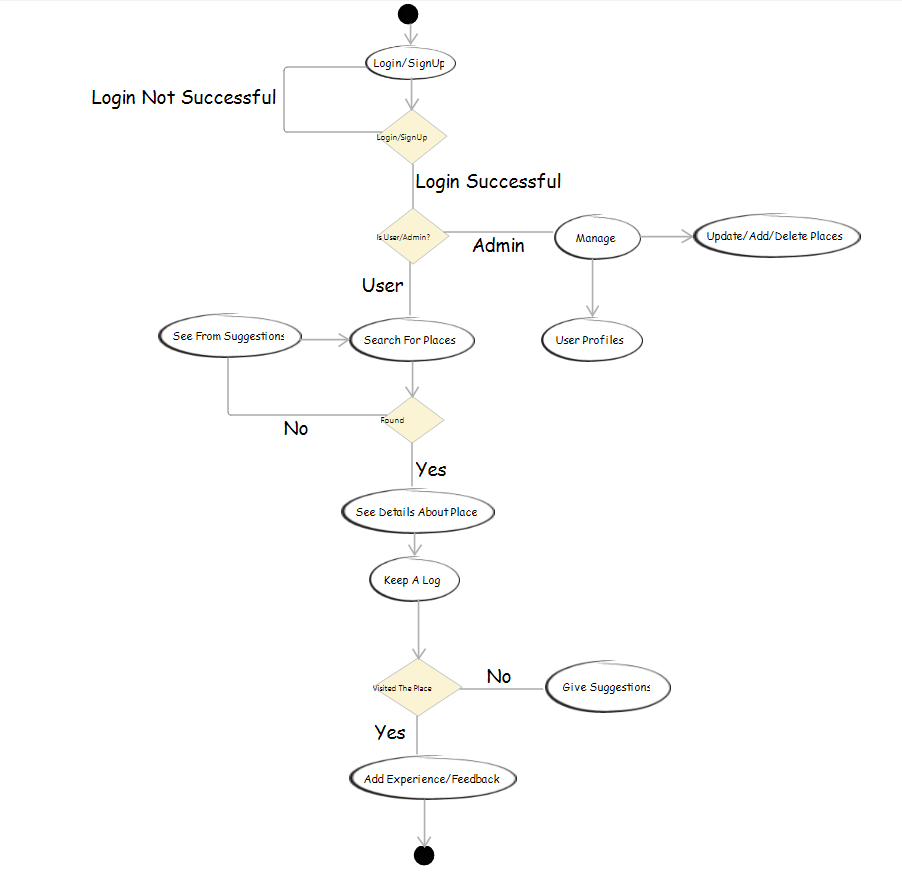 Login/SignUp
Login Not Successful
Login/SignUp
Login Successful
Is User/Admin?
Admin
Manage
Update/Add/Delete Places
User
See From Suggestions
Search For Places
User Profiles
Found
No
Yes
See Details About Place
Keep A Log
Visited The Place
No
Give Suggestions
Yes
Add Experience/Feedback